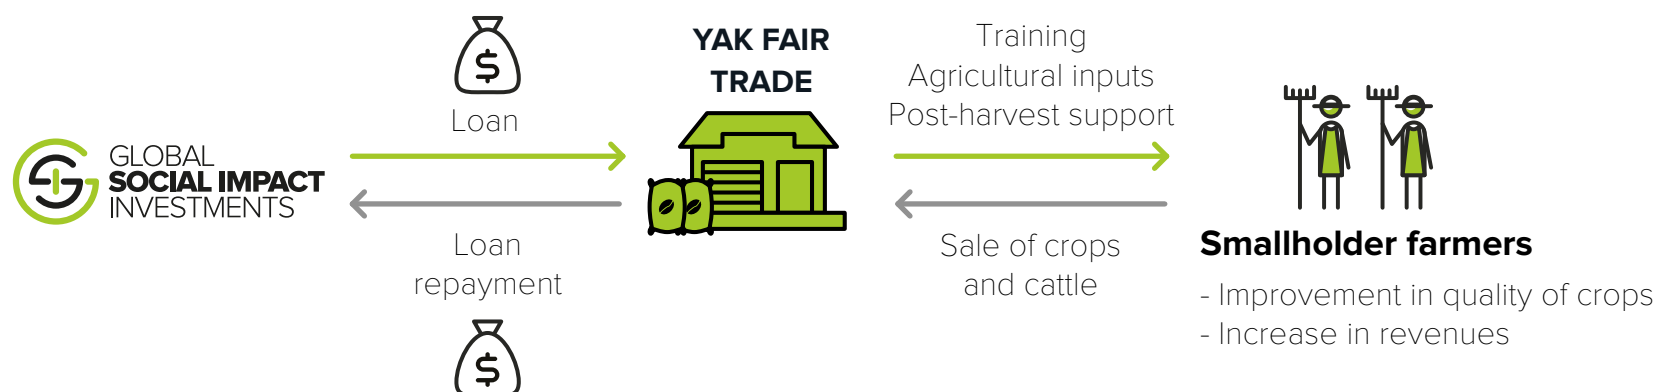 GLOBAL
SOCIAL IMPACT
INVESTMENTS
$
Loan
Loan
repayment
$
YAK FAIR
TRADE
Training
Agricultural inputs
Post-harvest support
Sale of crops
and cattle
Smallholder farmers
- Improvement in quality of crops
- Increase in revenues